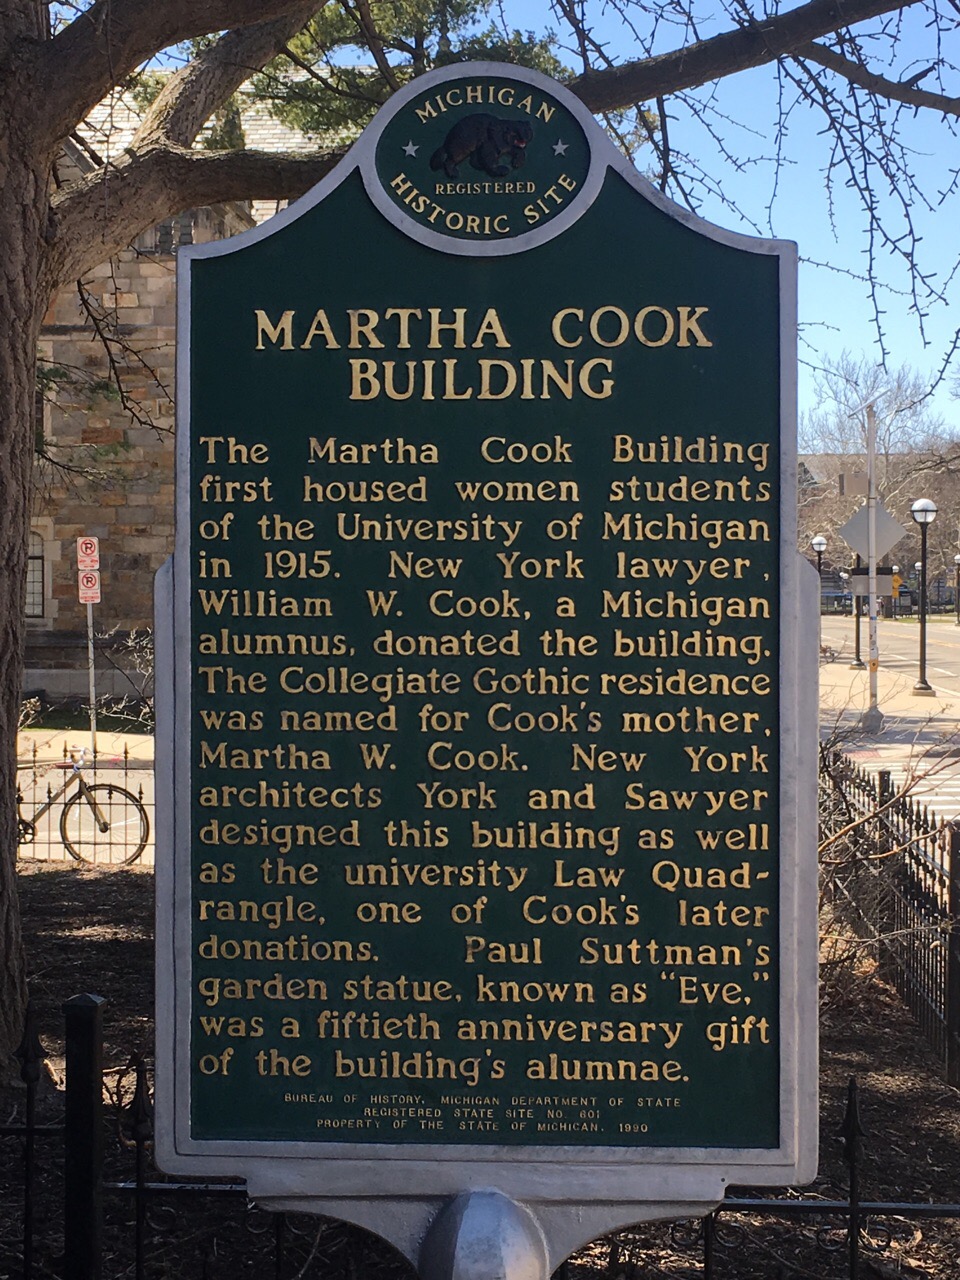 MICHIGAN
REGISTERED
HISTORIC SITE
MARTHA COOK
BUILDING
The Martha Cook Building
first housed women students
of the University of Michigan
in 1915. New York lawyer,
William W. Cook, a Michigan
alumnus, donated the building.
The Collegiate Gothic residence
was named for Cook's mother,
Martha W. Cook. New York
architects York and Sawyer
designed this building as well
as the university Law Quad-
rangle, one of Cook's later
donations. Paul Suttman's
garden statue, known as "Eve,"
was a fiftieth anniversary gift
of the building's alumnae.
BUREAU OF HISTORY, MICHIGAN DEPARTMENT OF STATE
REGISTERED STATE SITE NO. 601
PROPERTY OF THE STATE OF MICHIGAN, 1990